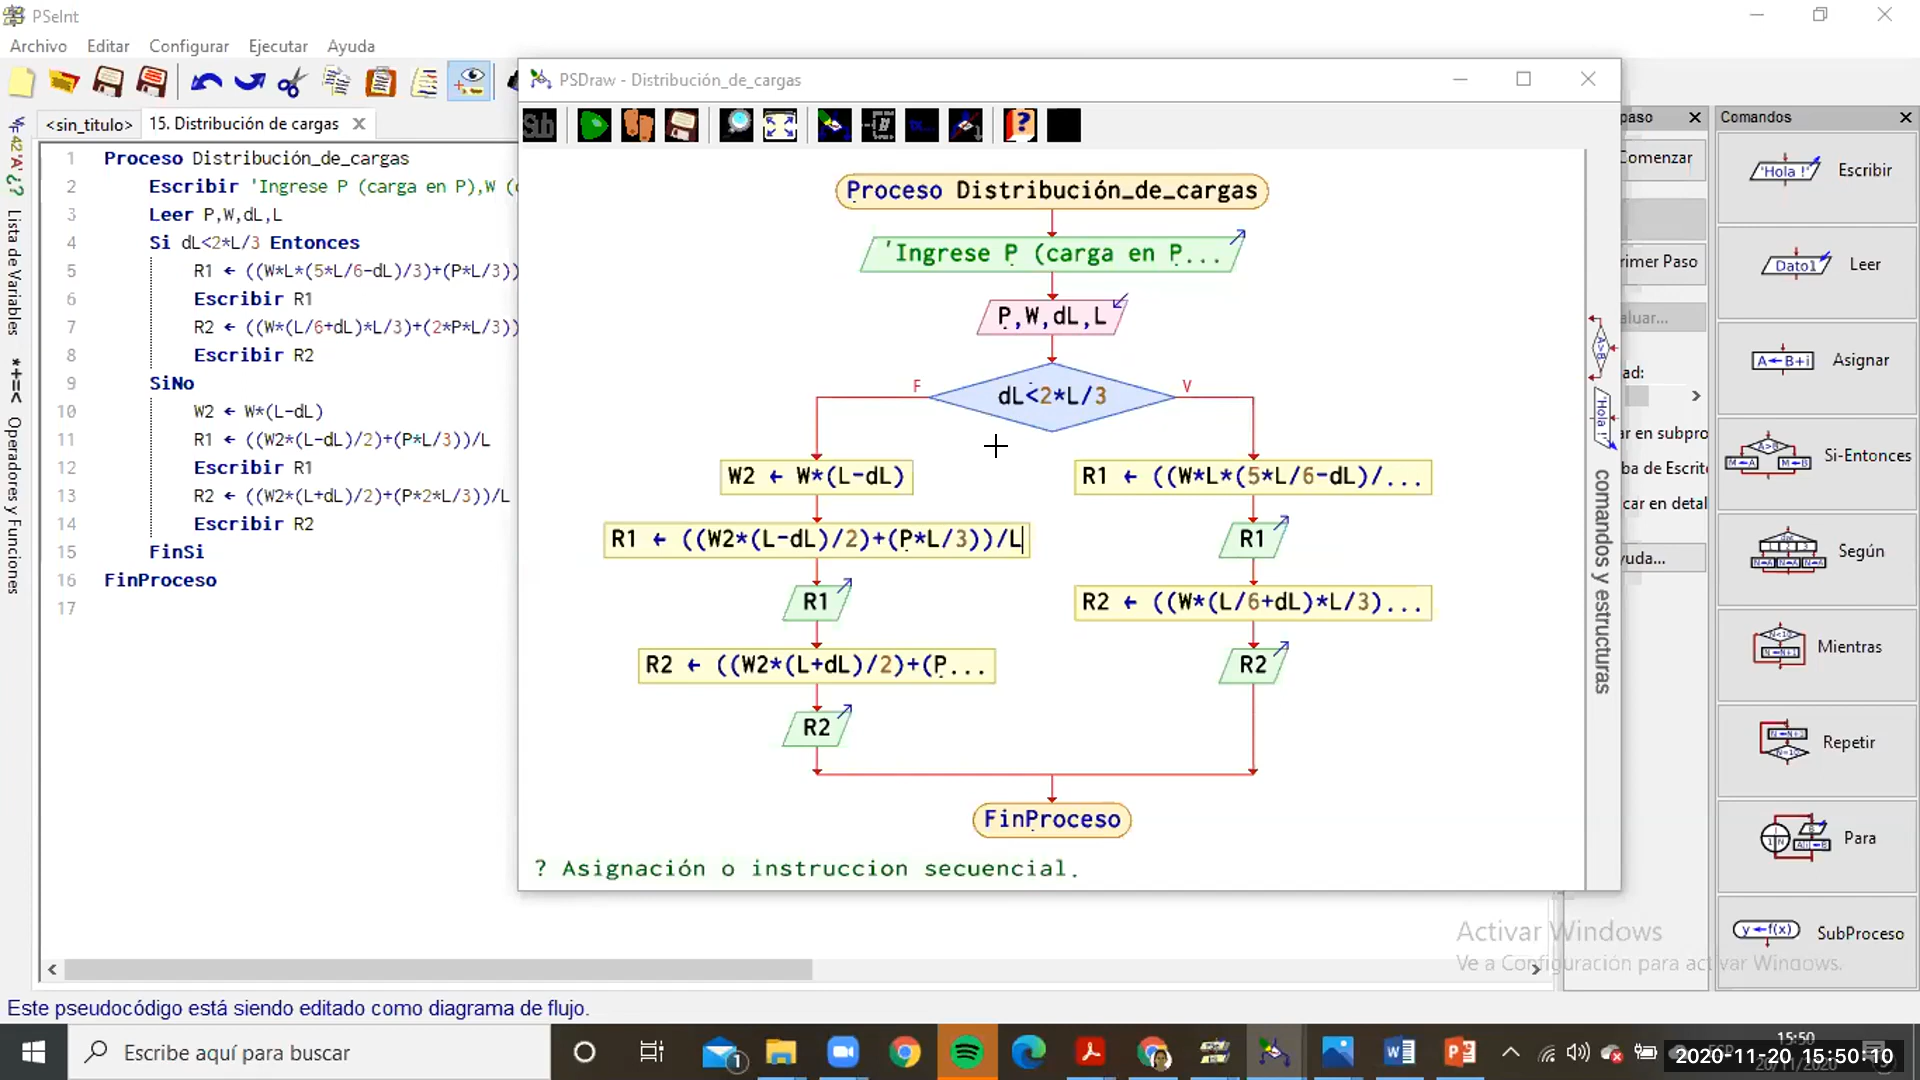 PSeInt
Archivo Editar Configurar Ejecutar Ayuda
<sin_titulo> 15. Distribución de cargas
1 Proceso Distribución_de_cargas
2 Escribir 'Ingrese P (carga en P),W (
3 Leer P,W,dL,L
4 Si dL<2*L/3 Entonces
5 R1 ← ((W*L*(5*L/6-dL)/3)+(P*L/3))
6 Escribir R1
7 R2 ← ((W*(L/6+dL)*L/3)+(2*P*L/3))
8 Escribir R2
9 SiNo
10 W2 ← W*(L-dL)
11 R1 ← ((W2*(L-dL)/2)+(P*L/3))/L
12 Escribir R1
13 R2 ← ((W2*(L+dL)/2)+(P*2*L/3))/L
14 Escribir R2
15 FinSi
16 FinProceso
17
Lista de Variables
*+=< Operadores y Funciones
PSDraw - Distribución_de_cargas
Sub
Proceso Distribución_de_cargas
'Ingrese P (carga en P...
P,W,dL,L
F dL<2*L/3 V
W2 ← W*(L-dL)
R1 ← ((W2*(L-dL)/2)+(P*L/3))/L
R1
R2 ← ((W2*(L+dL)/2)+(P...
R2
R1 ← ((W*L*(5*L/6-dL)/...
R1
R2 ← ((W*(L/6+dL)*L/3)...
R2
FinProceso
? Asignación o instruccion secuencial.
A>B
'Hola !'
comandos y estructuras
paso
Comenzar
rimer Paso
aluar...
ad:
ar en subpro
ba de Escrito
car en detal
yuda...
Comandos
'Hola !' Escribir
Dato1 Leer
A←B+i Asignar
A>B Si-Entonces
Según
Mientras
Repetir
Para
y←f(x) SubProceso
Activar Windows
Ve a Configuración para activar Windows.
Este pseudocódigo está siendo editado como diagrama de flujo.
Escribe aquí para buscar
1
15:50
2020-11-20 15:50:10